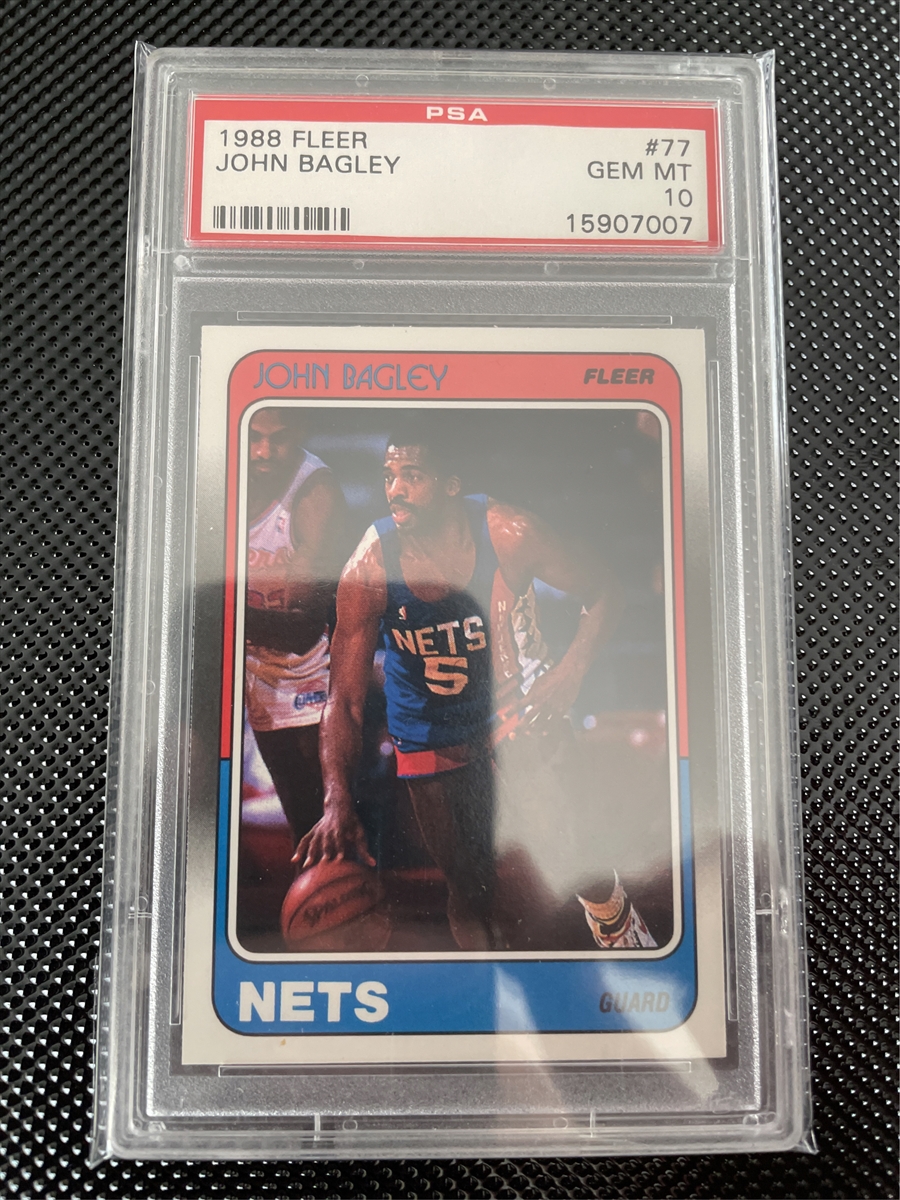 PSA
1988 FLEER #77
JOHN BAGLEY GEM MT
10
15907007
JOHN BAGLEY FLEER
NETS
5
NETS GUARD